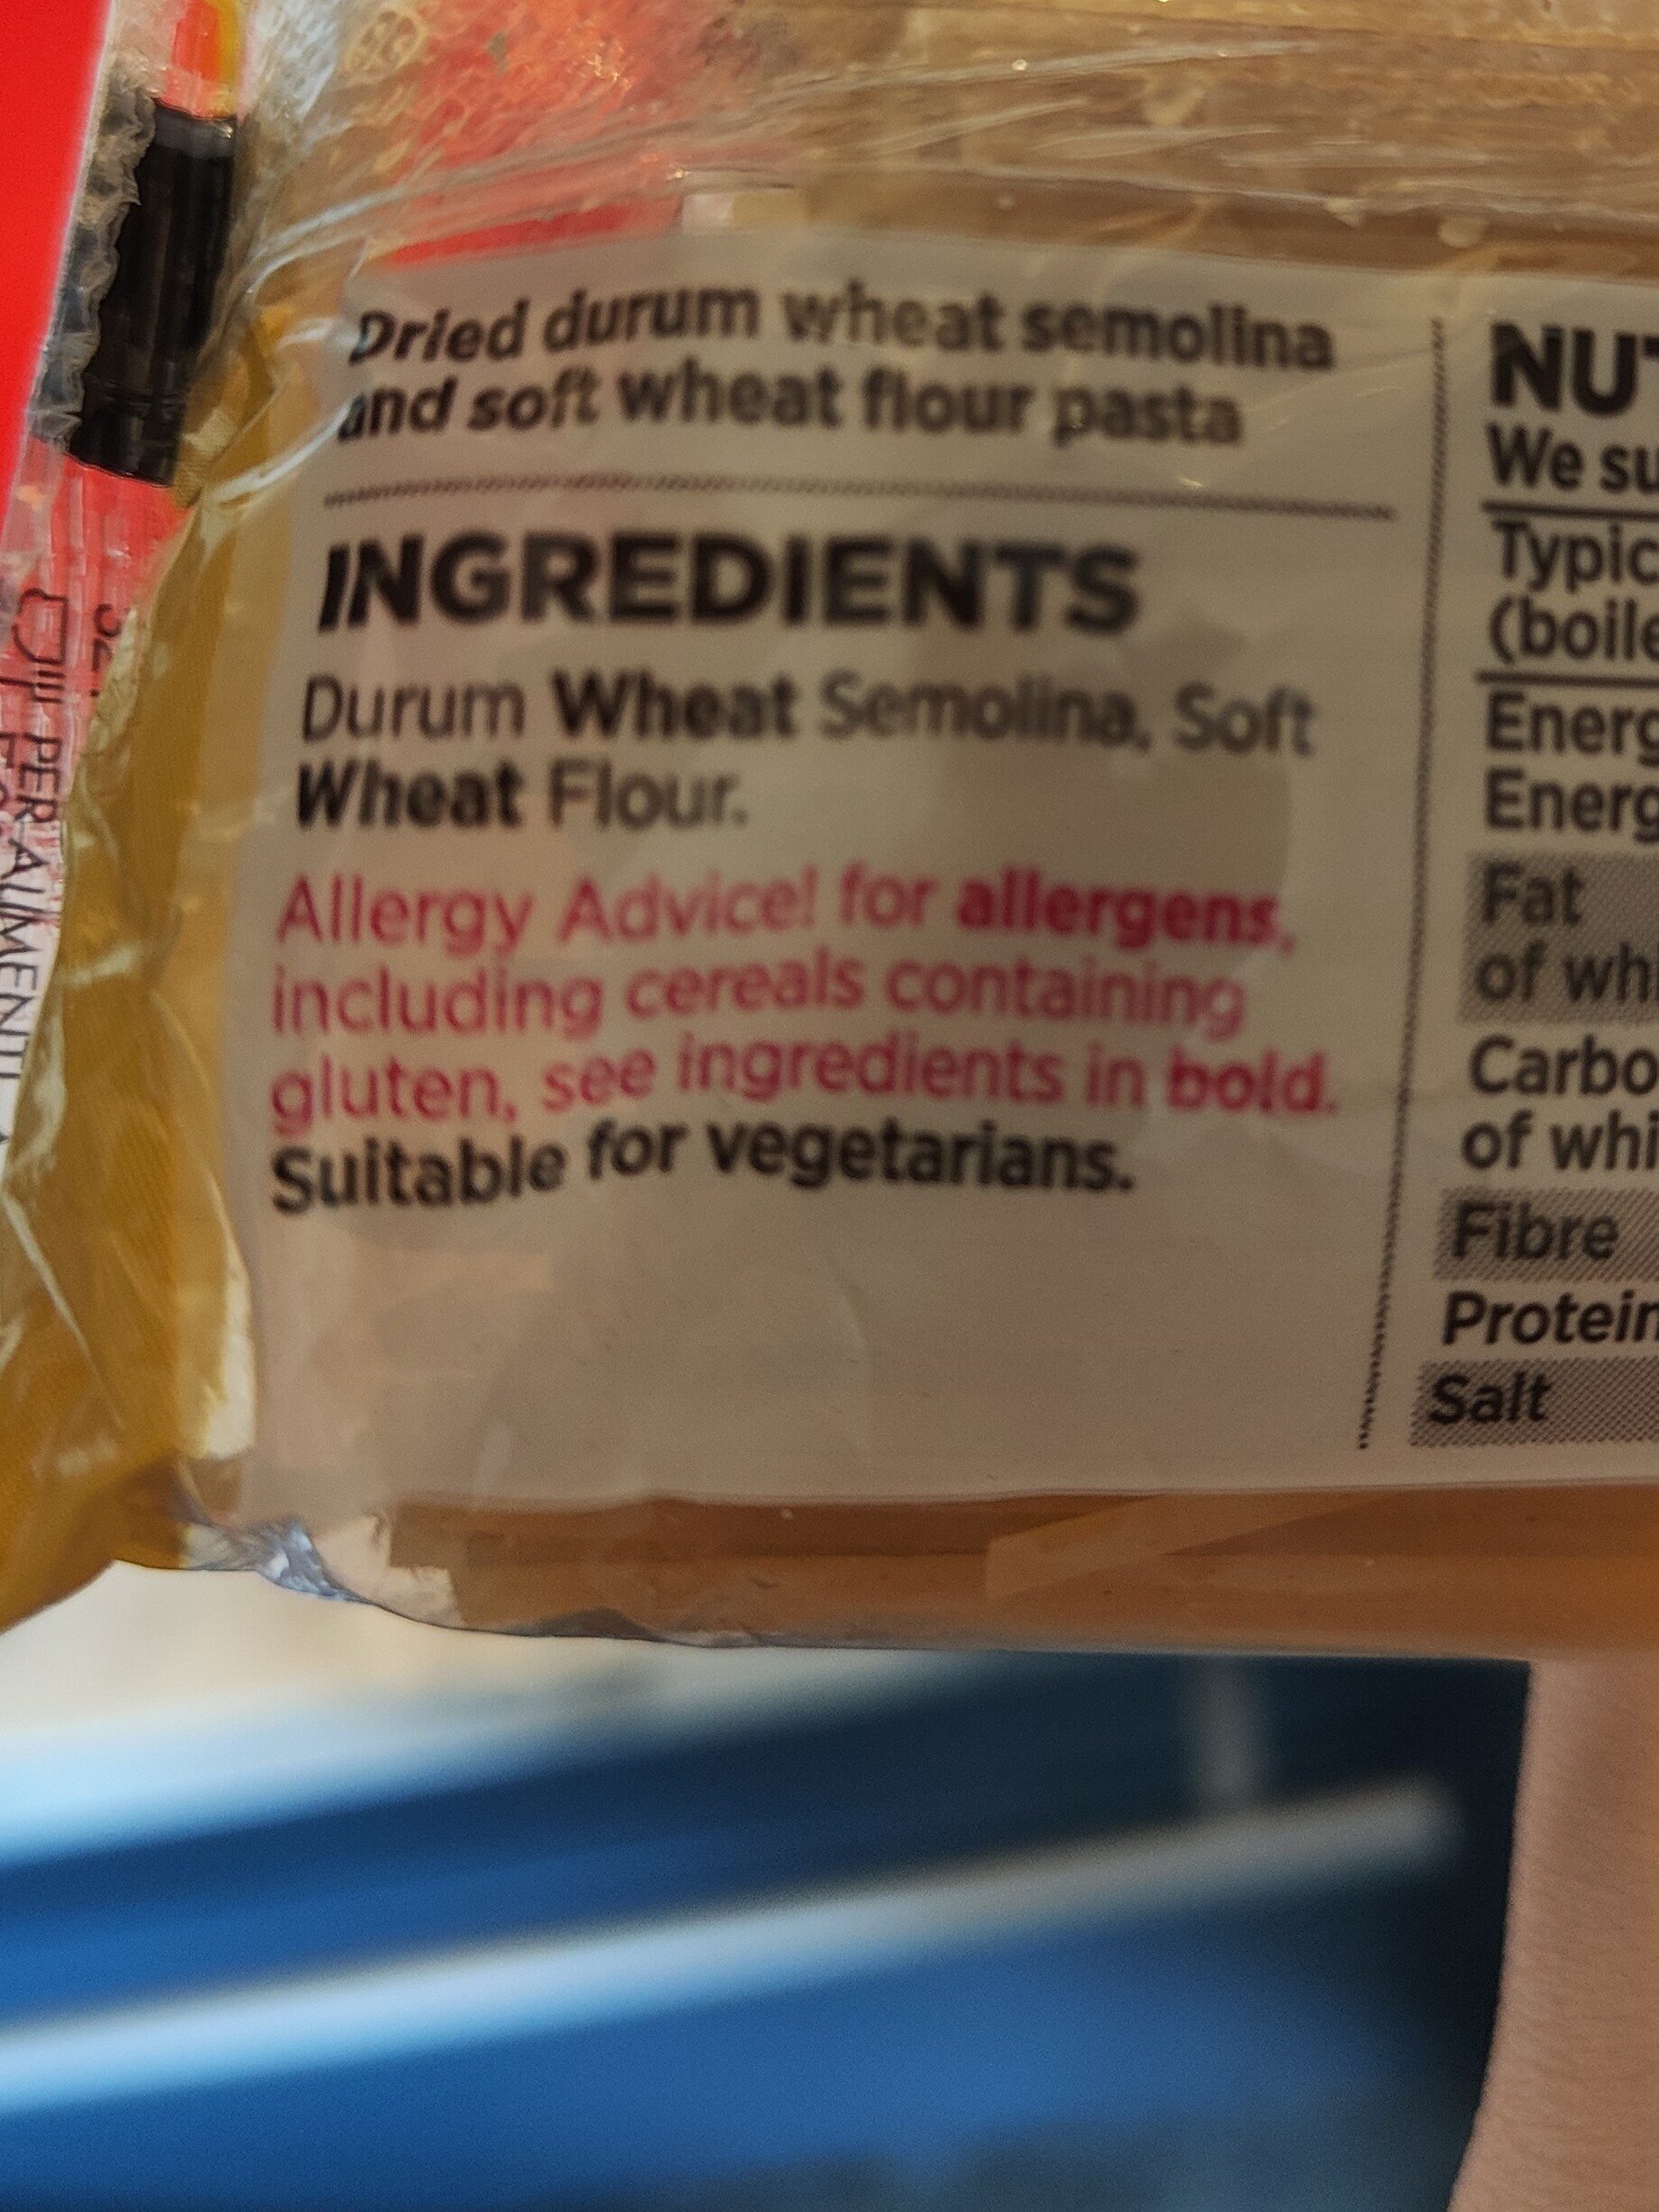 Dried durum wheat semolina
and soft wheat flour pasta
INGREDIENTS
Durum Wheat Semolina, Soft
Wheat Flour.
Allergy Advice! for allergens,
including cereals containing
gluten, see ingredients in bold.
Suitable for vegetarians.
NUT
We su
Typic
(boile
Energ
Energ
Fat
of whi
Carbo
of whi
Fibre
Protein
Salt
PER ALIMENTI